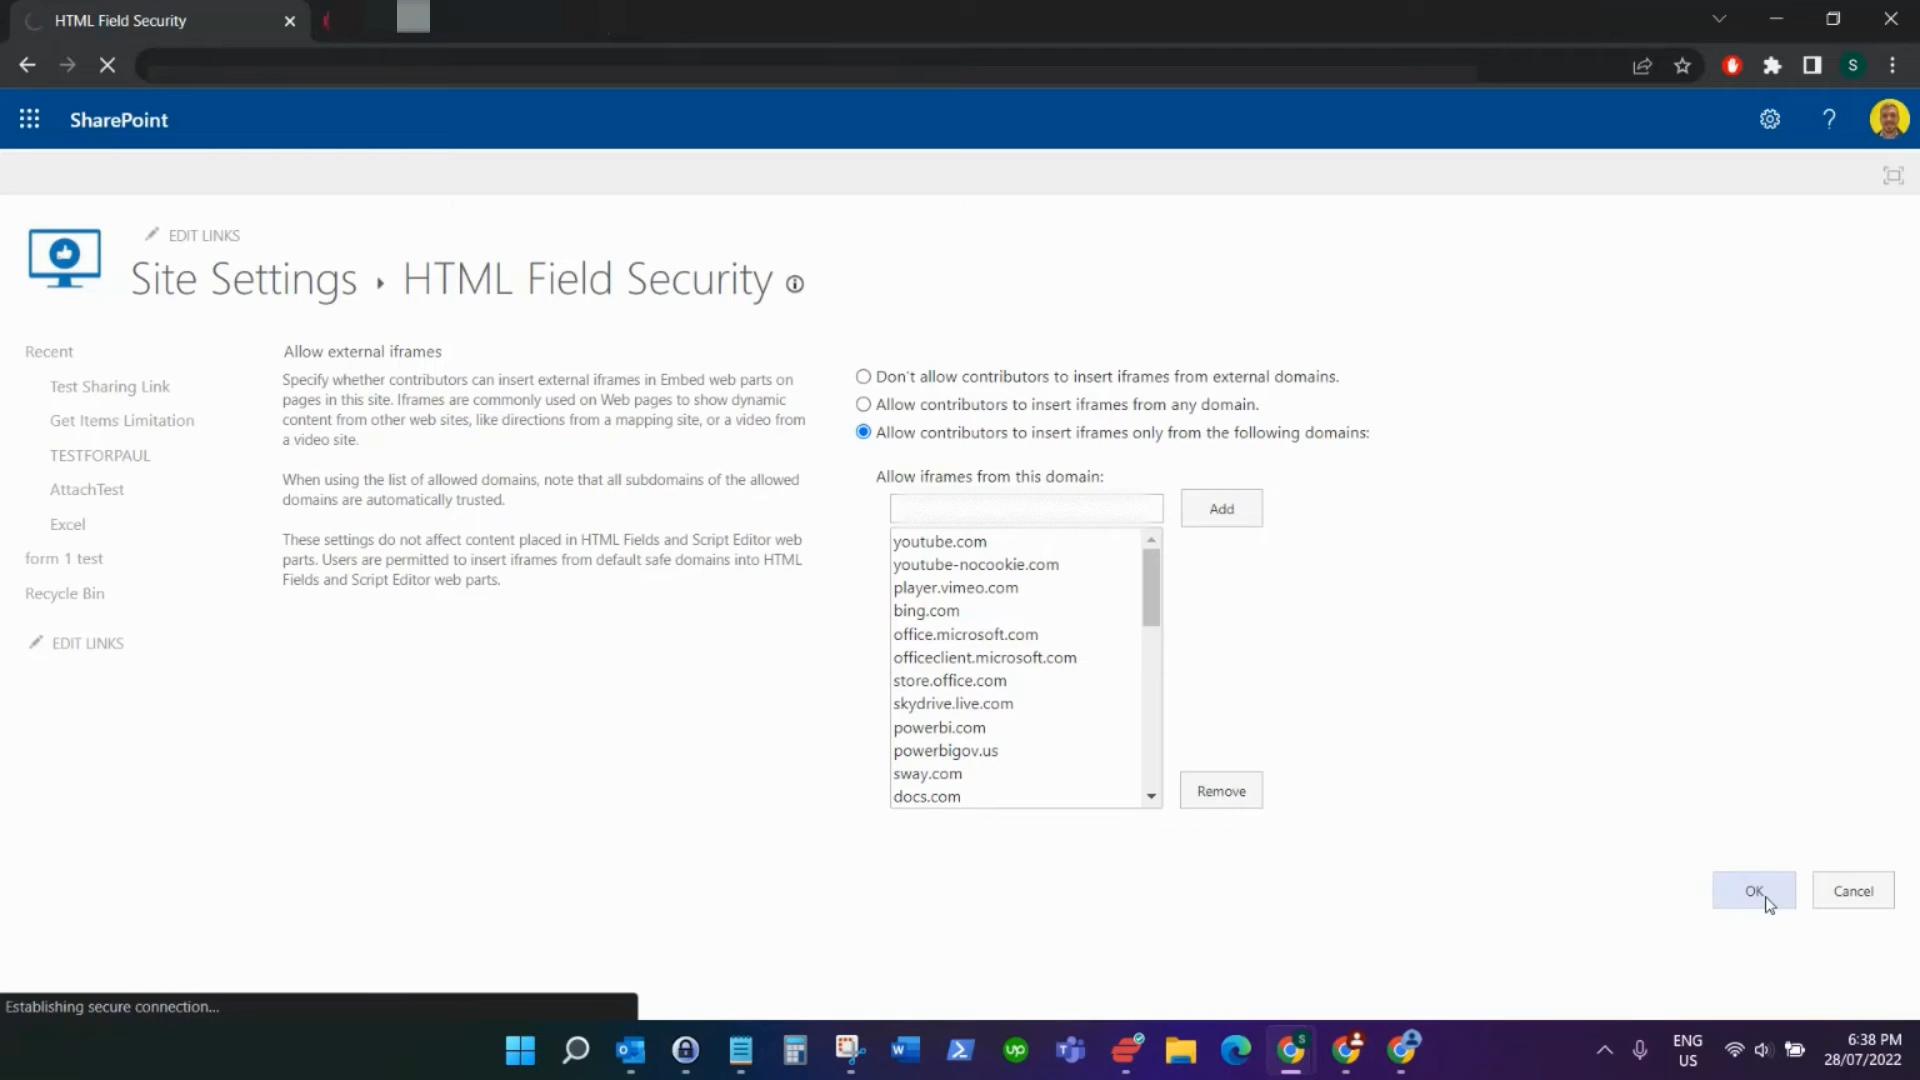 HTML Field Security
S
SharePoint
?
EDIT LINKS
Site Settings ▸ HTML Field Security
Recent
Test Sharing Link
Get Items Limitation
TESTFORPAUL
AttachTest
Excel
form 1 test
Recycle Bin
EDIT LINKS
Allow external iframes
Specify whether contributors can insert external iframes in Embed web parts on
pages in this site. Iframes are commonly used on Web pages to show dynamic
content from other web sites, like directions from a mapping site, or a video from
a video site.
When using the list of allowed domains, note that all subdomains of the allowed
domains are automatically trusted.
These settings do not affect content placed in HTML Fields and Script Editor web
parts. Users are permitted to insert iframes from default safe domains into HTML
Fields and Script Editor web parts.
Don't allow contributors to insert iframes from external domains.
Allow contributors to insert iframes from any domain.
Allow contributors to insert iframes only from the following domains:
Allow iframes from this domain:
Add
youtube.com
youtube-nocookie.com
player.vimeo.com
bing.com
office.microsoft.com
officeclient.microsoft.com
store.office.com
skydrive.live.com
powerbi.com
powerbigov.us
sway.com
docs.com
Remove
OK
Cancel
Establishing secure connection...
up
ENG
US
6:38 PM
28/07/2022